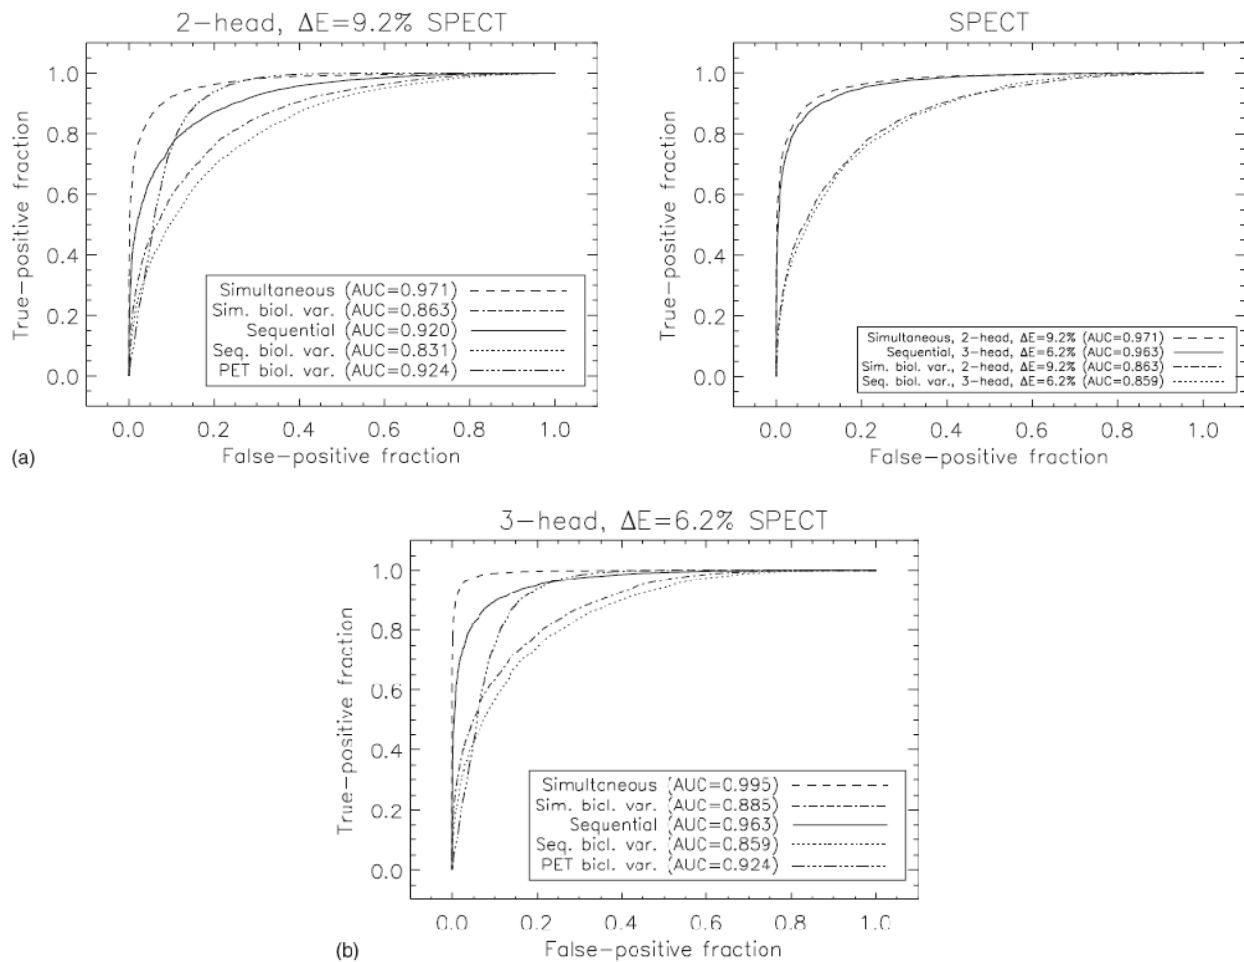 2-head, ΔE=9.2% SPECT
1.0
0.8
0.6
0.4
0.2
0.0
True-positive fraction
Simultaneous (AUC=0.971)
Sim. biol. var. (AUC=0.863)
Sequential (AUC=0.920)
Seq. biol. var. (AUC=0.831)
PET biol. var. (AUC=0.924)
0.0 0.2 0.4 0.6 0.8 1.0
False-positive fraction
(a)
SPECT
1.0
0.8
0.6
0.4
0.2
0.0
True-positive fraction
Simultaneous, 2-head, ΔE=9.2% (AUC=0.971)
Sequential, 3-head, ΔE=6.2% (AUC=0.963)
Sim. biol. var., 2-head, ΔE=9.2% (AUC=0.863)
Seq. biol. var., 3-head, ΔE=6.2% (AUC=0.859)
0.0 0.2 0.4 0.6 0.8 1.0
False-positive fraction
3-head, ΔE=6.2% SPECT
1.0
0.8
0.6
0.4
0.2
0.0
True-positive fraction
Simultaneous (AUC=0.995)
Sim. biol. var. (AUC=0.885)
Sequential (AUC=0.963)
Seq. biol. var. (AUC=0.859)
PET biol. var. (AUC=0.924)
0.0 0.2 0.4 0.6 0.8 1.0
False-positive fraction
(b)